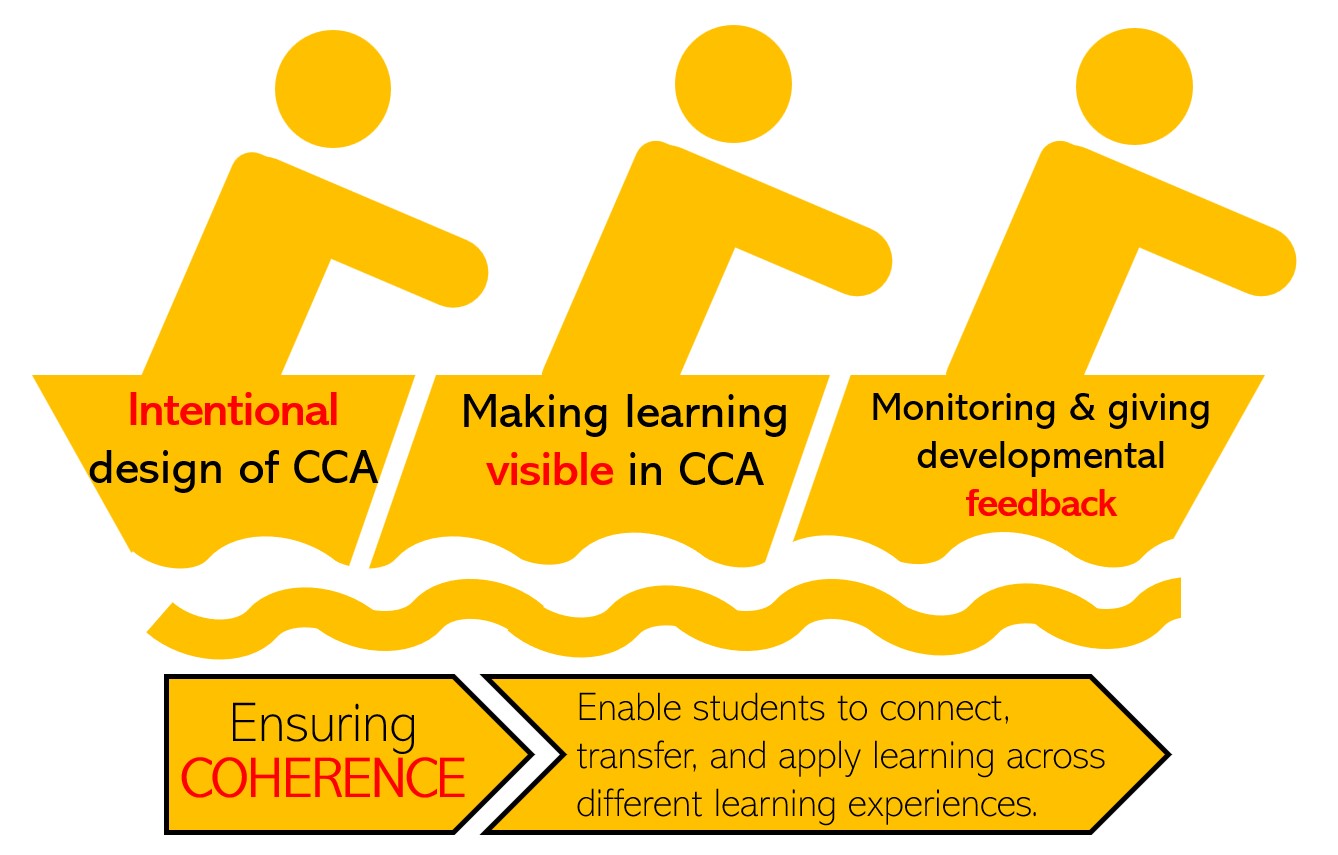 Intentional
design of CCA
Making learning
visible in CCA
Monitoring & giving
developmental
feedback
Ensuring
COHERENCE
Enable students to connect,
transfer, and apply learning across
different learning experiences.